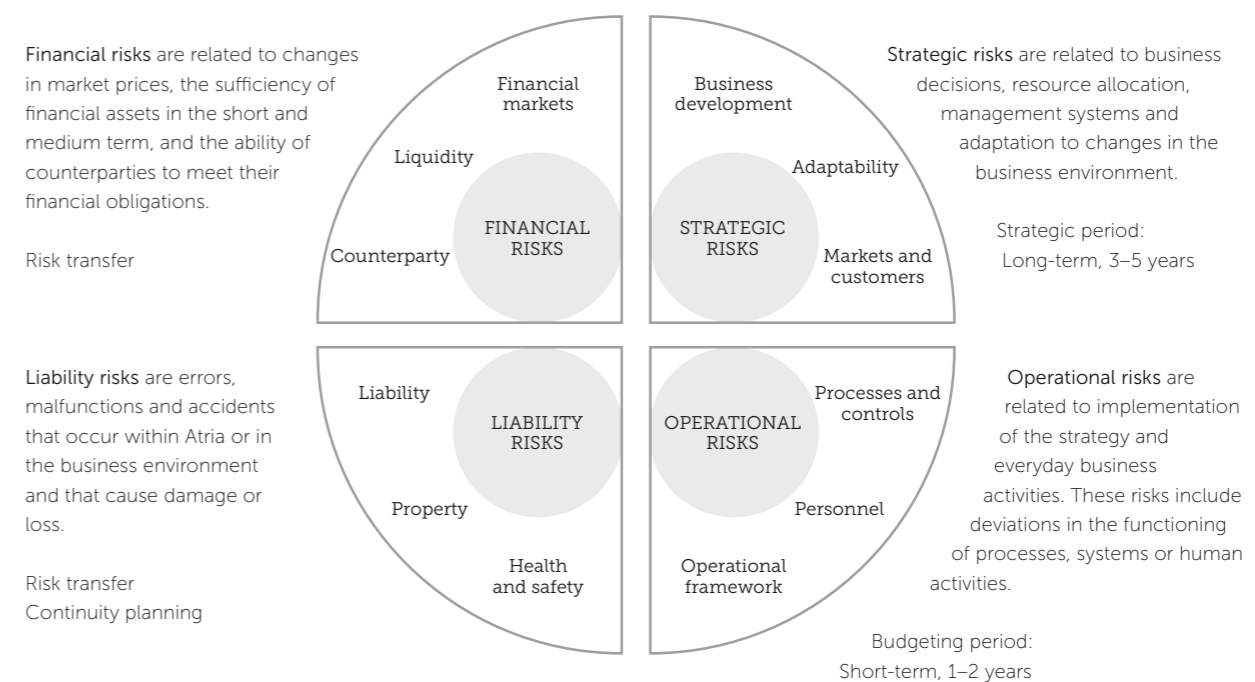 Financial risks are related to changes
in market prices, the sufficiency of
financial assets in the short and
medium term, and the ability of
counterparties to meet their
financial obligations.
Risk transfer
Financial
markets
Liquidity
Counterparty
FINANCIAL
RISKS
Business
development
Adaptability
Markets and
customers
STRATEGIC
RISKS
Strategic risks are related to business
decisions, resource allocation,
management systems and
adaptation to changes in the
business environment.
Strategic period:
Long-term, 3–5 years
Liability risks are errors,
malfunctions and accidents
that occur within Atria or in
the business environment
and that cause damage or
loss.
Risk transfer
Continuity planning
Liability
LIABILITY
RISKS
Property
Health
and safety
Processes and
controls
OPERATIONAL
RISKS
Personnel
Operational
framework
Operational risks are
related to implementation
of the strategy and
everyday business
activities. These risks include
deviations in the functioning
of processes, systems or human
activities.
Budgeting period:
Short-term, 1–2 years